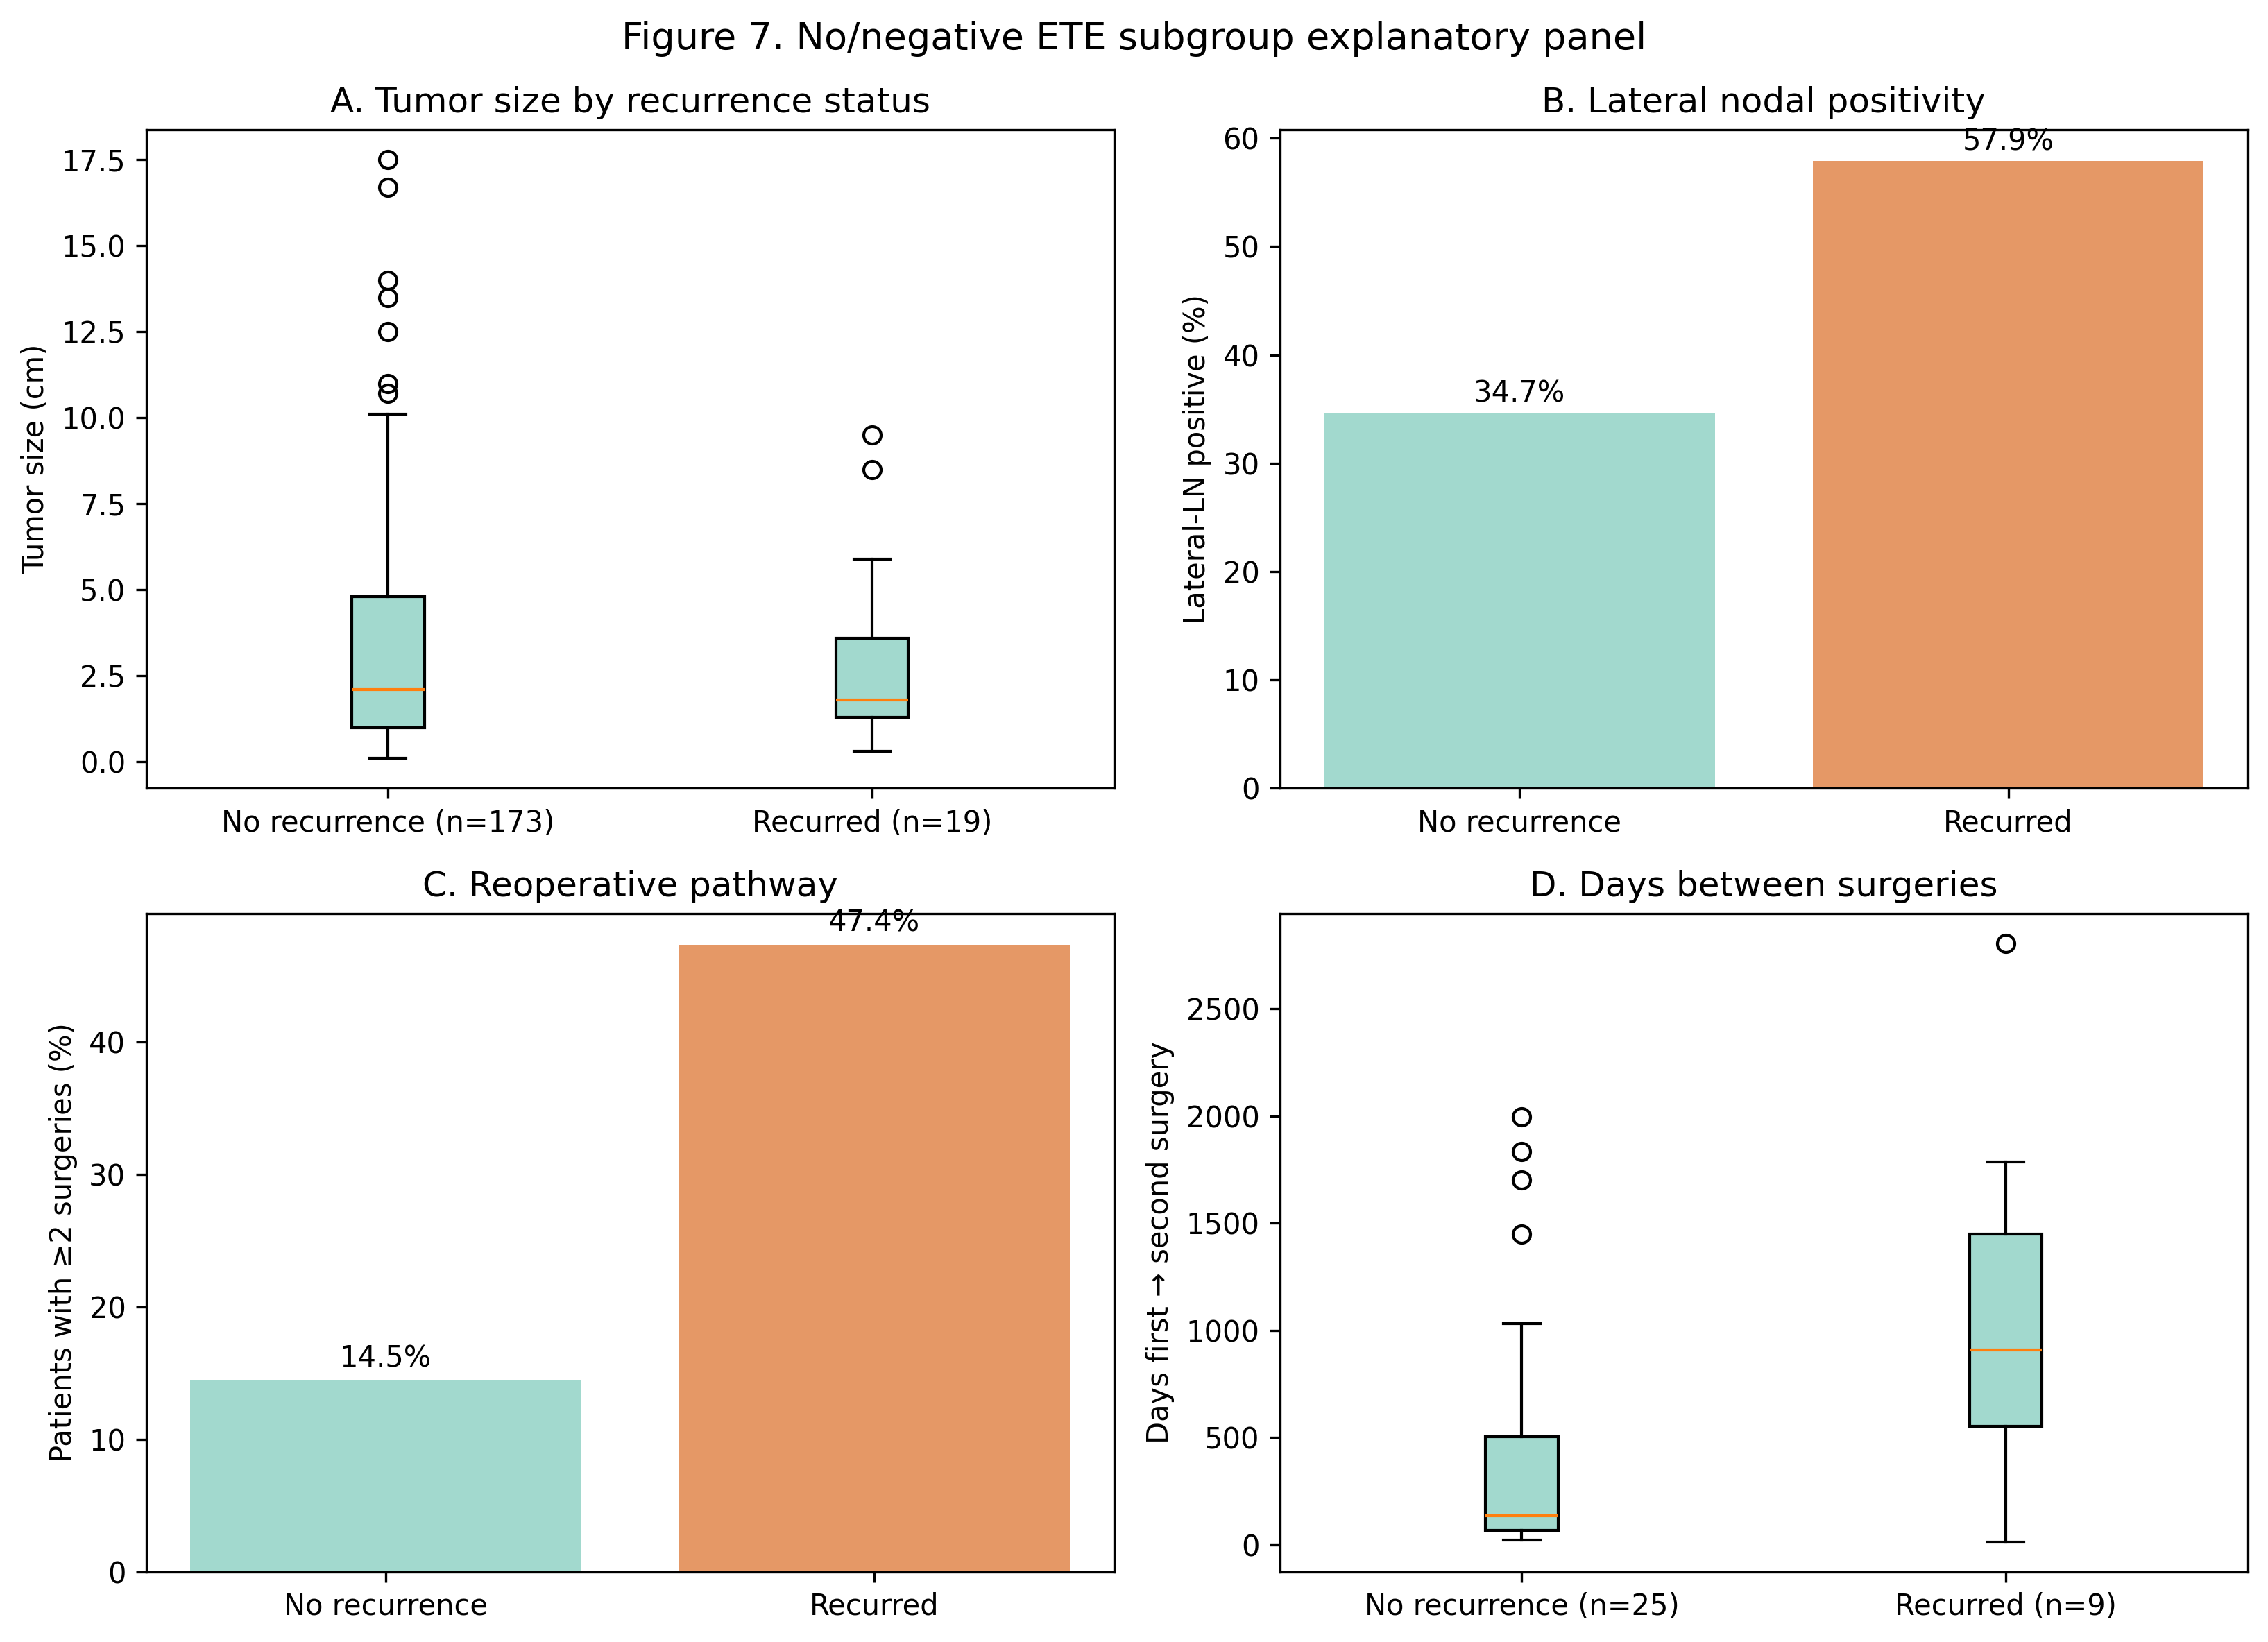 Figure 7. No/negative ETE subgroup explanatory panel
A. Tumor size by recurrence status
Tumor size (cm)
17.5
15.0
12.5
10.0
7.5
5.0
2.5
0.0
No recurrence (n=173)
Recurred (n=19)
B. Lateral nodal positivity
Lateral-LN positive (%)
60
50
40
30
20
10
0
34.7%
57.9%
No recurrence
Recurred
C. Reoperative pathway
Patients with ≥2 surgeries (%)
40
30
20
10
0
14.5%
47.4%
No recurrence
Recurred
D. Days between surgeries
Days first → second surgery
2500
2000
1500
1000
500
0
No recurrence (n=25)
Recurred (n=9)